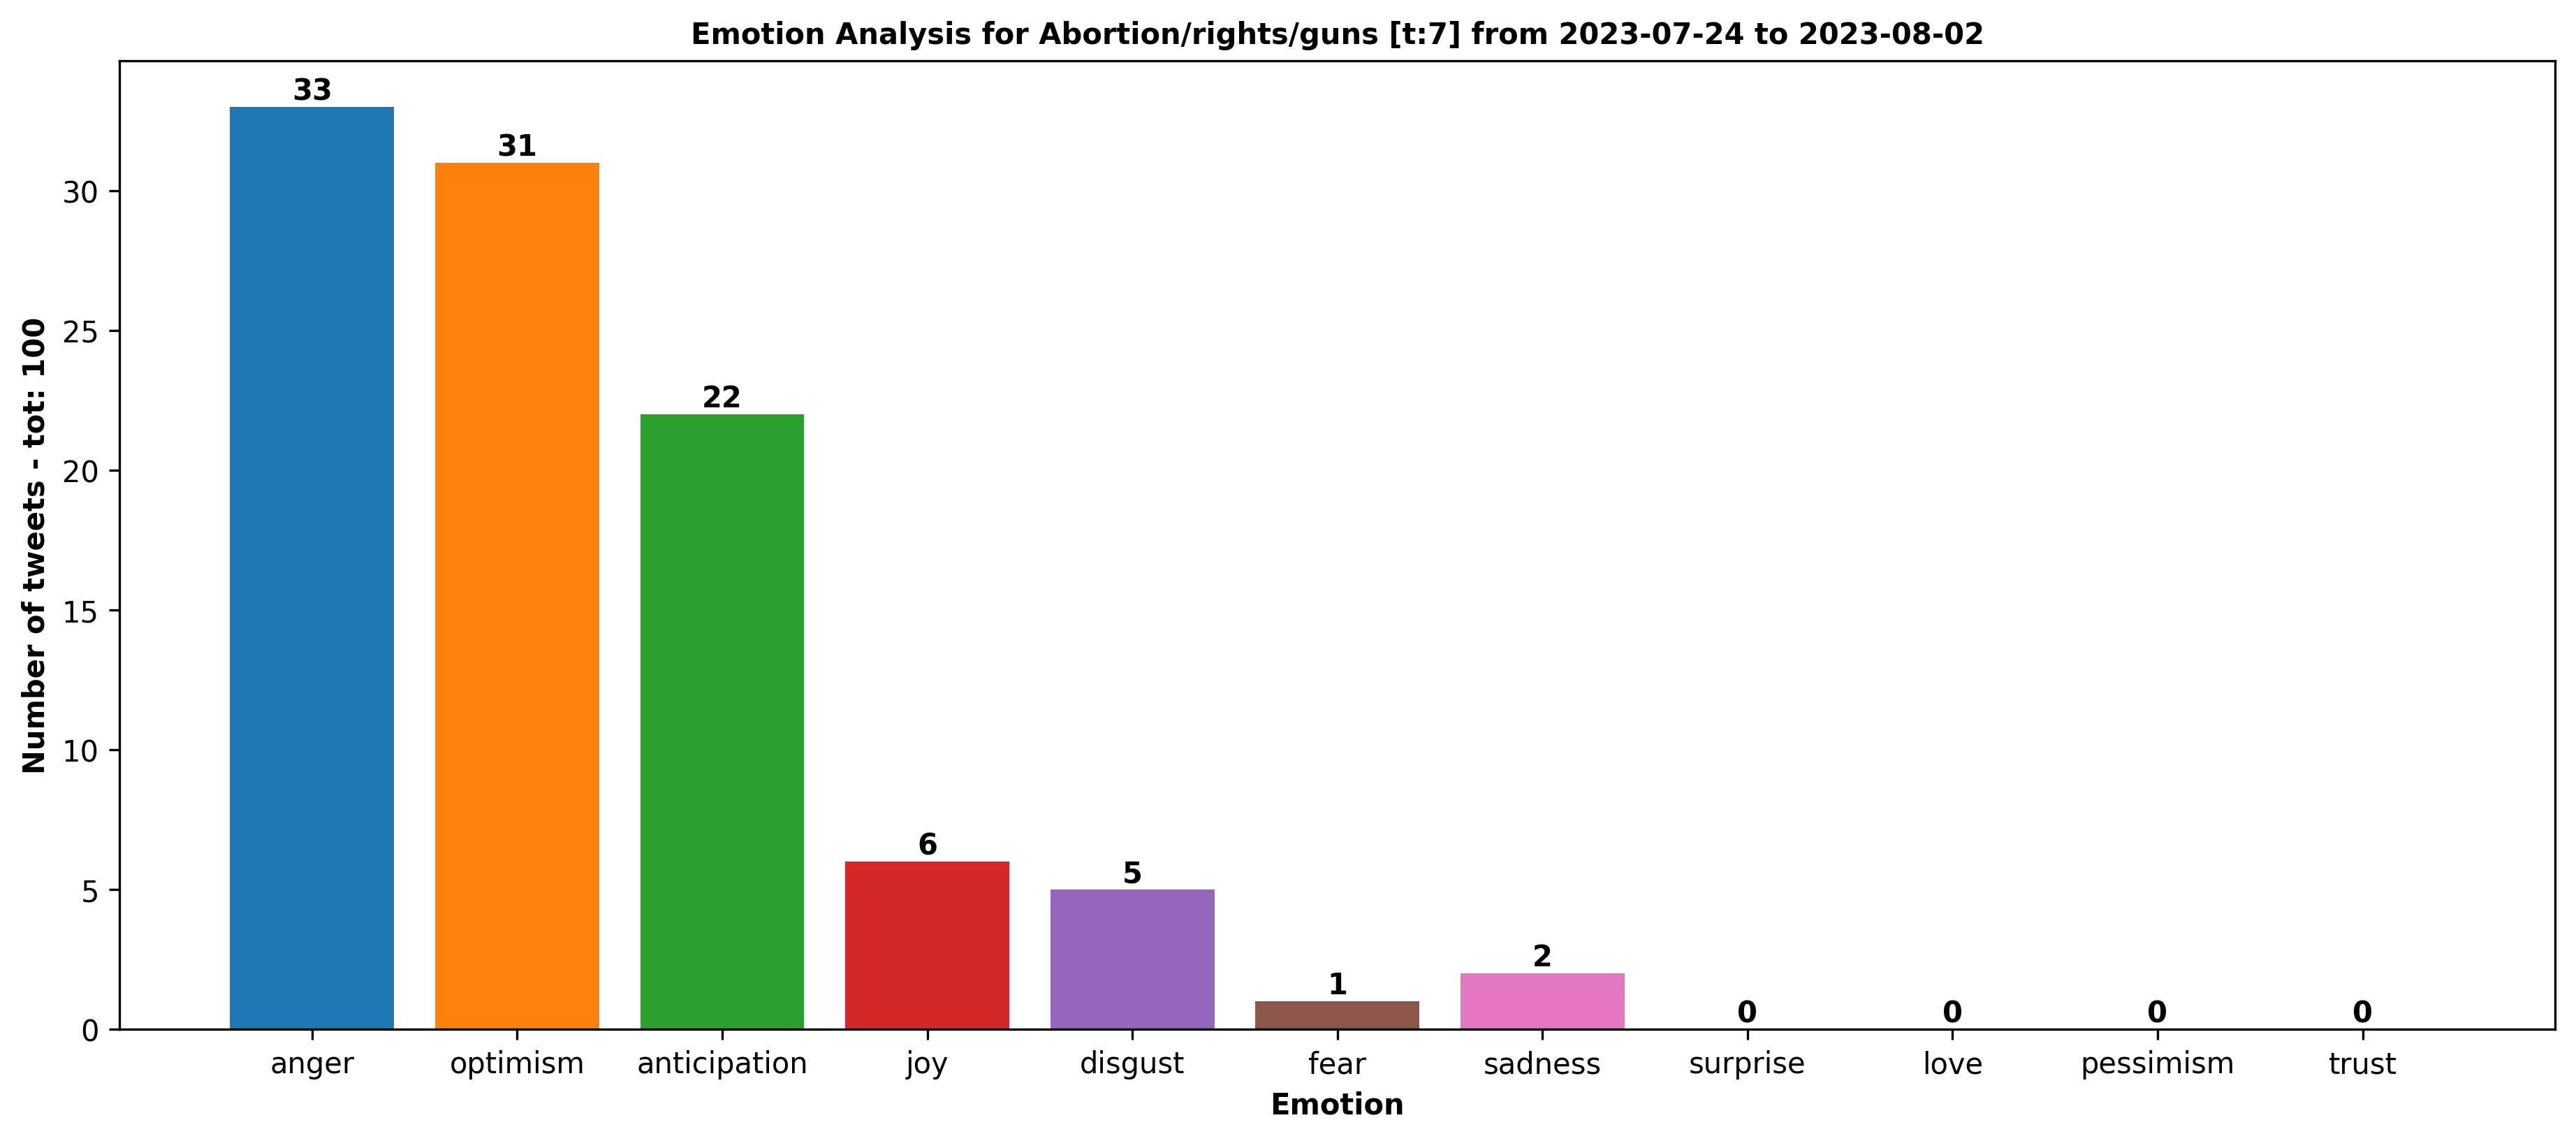 Emotion Analysis for Abortion/rights/guns [t:7] from 2023-07-24 to 2023-08-02
Number of tweets - tot: 100
30
25
20
15
10
5
0
33
31
22
6
5
1
2
0
0
0
0
anger
optimism
anticipation
joy
disgust
fear
sadness
surprise
love
pessimism
trust
Emotion